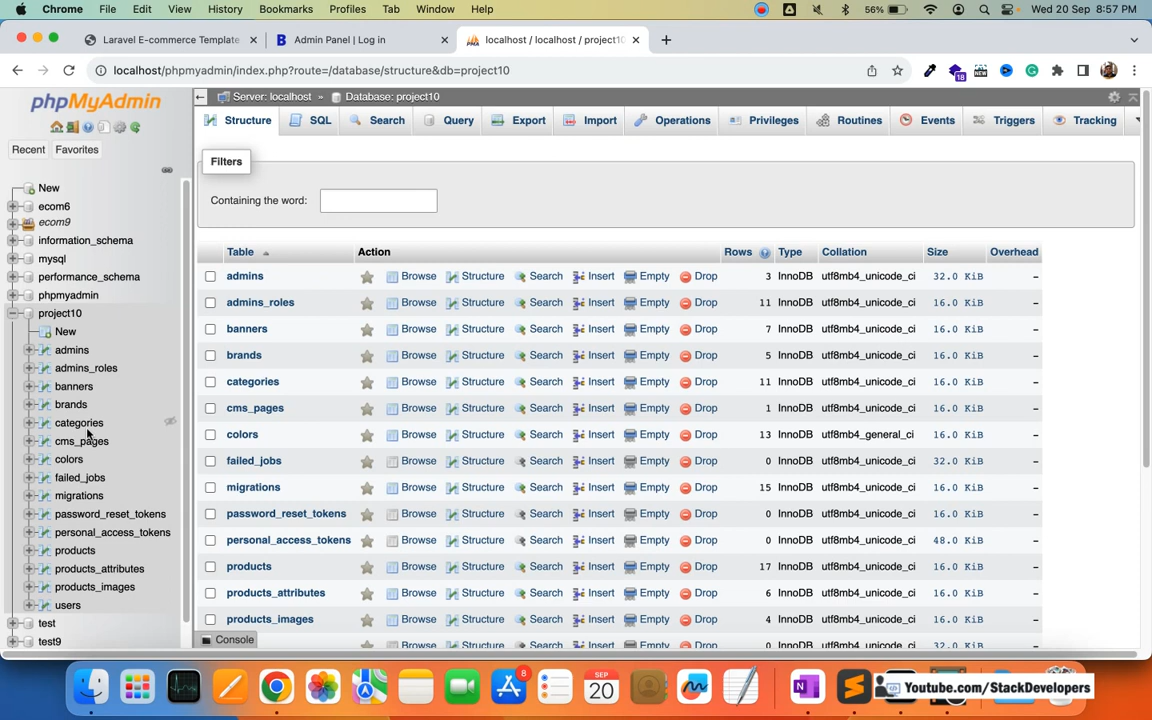 Chrome File Edit View History Bookmarks Profiles Tab Window Help 56% Wed 20 Sep 8:57 PM
Laravel E-commerce Template Admin Panel | Log in localhost / localhost / project10
localhost/phpmyadmin/index.php?route=/database/structure&db=project10 18 NEW
phpMyAdmin
Recent Favorites
New
ecom6
ecom9
information_schema
mysql
performance_schema
phpmyadmin
project10
New
admins
admins_roles
banners
brands
categories
cms_pages
colors
failed_jobs
migrations
password_reset_tokens
personal_access_tokens
products
products_attributes
products_images
users
test
test9
Server: localhost » Database: project10
Structure SQL Search Query Export Import Operations Privileges Routines Events Triggers Tracking
Filters
Containing the word:
Table Action Rows Type Collation Size Overhead
admins Browse Structure Search Insert Empty Drop 3 InnoDB utf8mb4_unicode_ci 32.0 KiB –
admins_roles Browse Structure Search Insert Empty Drop 11 InnoDB utf8mb4_unicode_ci 16.0 KiB –
banners Browse Structure Search Insert Empty Drop 7 InnoDB utf8mb4_unicode_ci 16.0 KiB –
brands Browse Structure Search Insert Empty Drop 5 InnoDB utf8mb4_unicode_ci 16.0 KiB –
categories Browse Structure Search Insert Empty Drop 11 InnoDB utf8mb4_unicode_ci 16.0 KiB –
cms_pages Browse Structure Search Insert Empty Drop 1 InnoDB utf8mb4_unicode_ci 16.0 KiB –
colors Browse Structure Search Insert Empty Drop 13 InnoDB utf8mb4_general_ci 16.0 KiB –
failed_jobs Browse Structure Search Insert Empty Drop 0 InnoDB utf8mb4_unicode_ci 32.0 KiB –
migrations Browse Structure Search Insert Empty Drop 15 InnoDB utf8mb4_unicode_ci 16.0 KiB –
password_reset_tokens Browse Structure Search Insert Empty Drop 0 InnoDB utf8mb4_unicode_ci 16.0 KiB –
personal_access_tokens Browse Structure Search Insert Empty Drop 0 InnoDB utf8mb4_unicode_ci 48.0 KiB –
products Browse Structure Search Insert Empty Drop 17 InnoDB utf8mb4_unicode_ci 16.0 KiB –
products_attributes Browse Structure Search Insert Empty Drop 6 InnoDB utf8mb4_unicode_ci 16.0 KiB –
products_images Browse Structure Search Insert Empty Drop 4 InnoDB utf8mb4_unicode_ci 16.0 KiB –
Console
8
SEP
20
Youtube.com/StackDevelopers